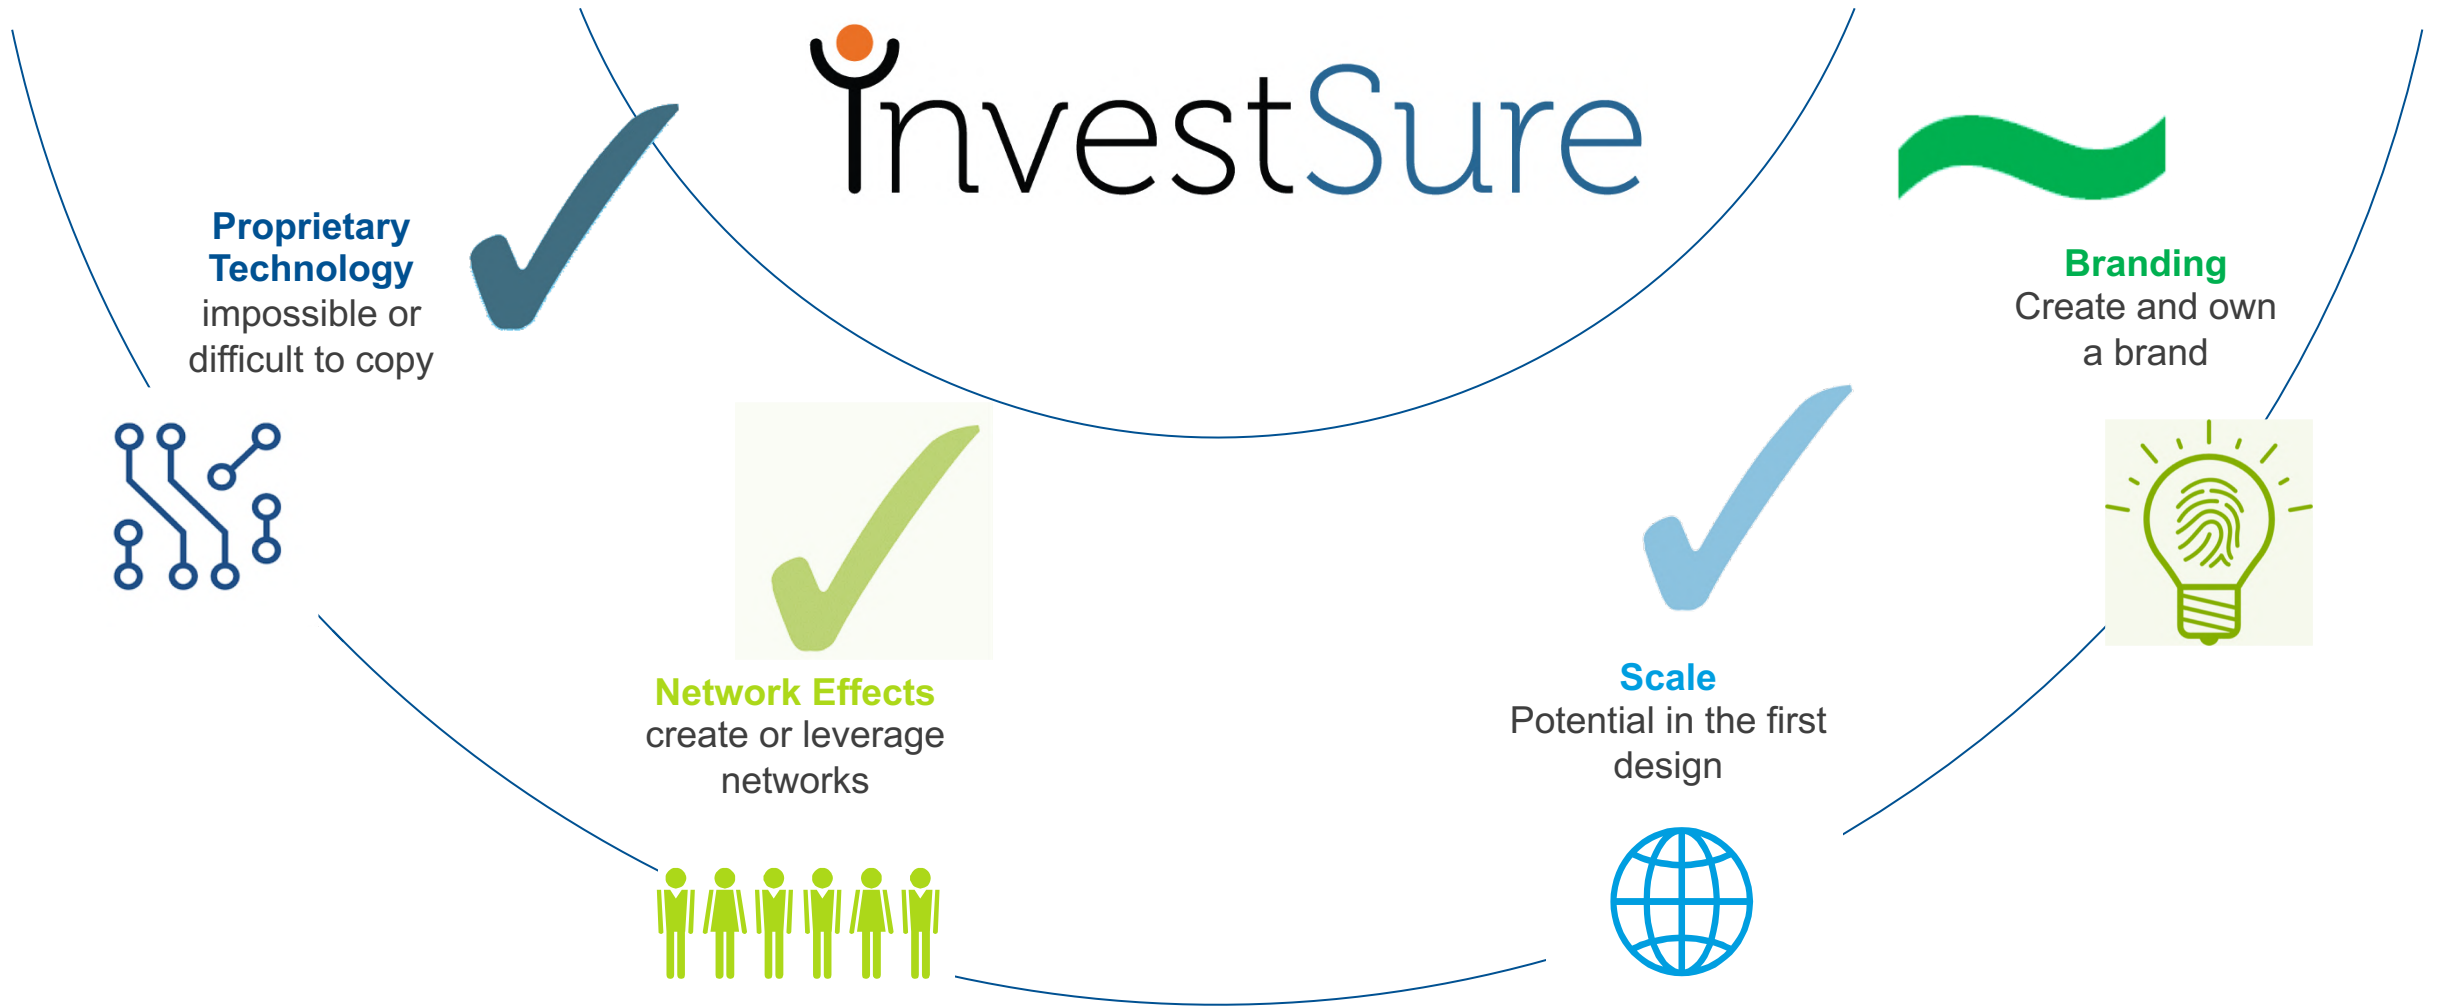 InvestSure
Proprietary
Technology
impossible or
difficult to copy
Branding
Create and own
a brand
Network Effects
create or leverage
networks
Scale
Potential in the first
design